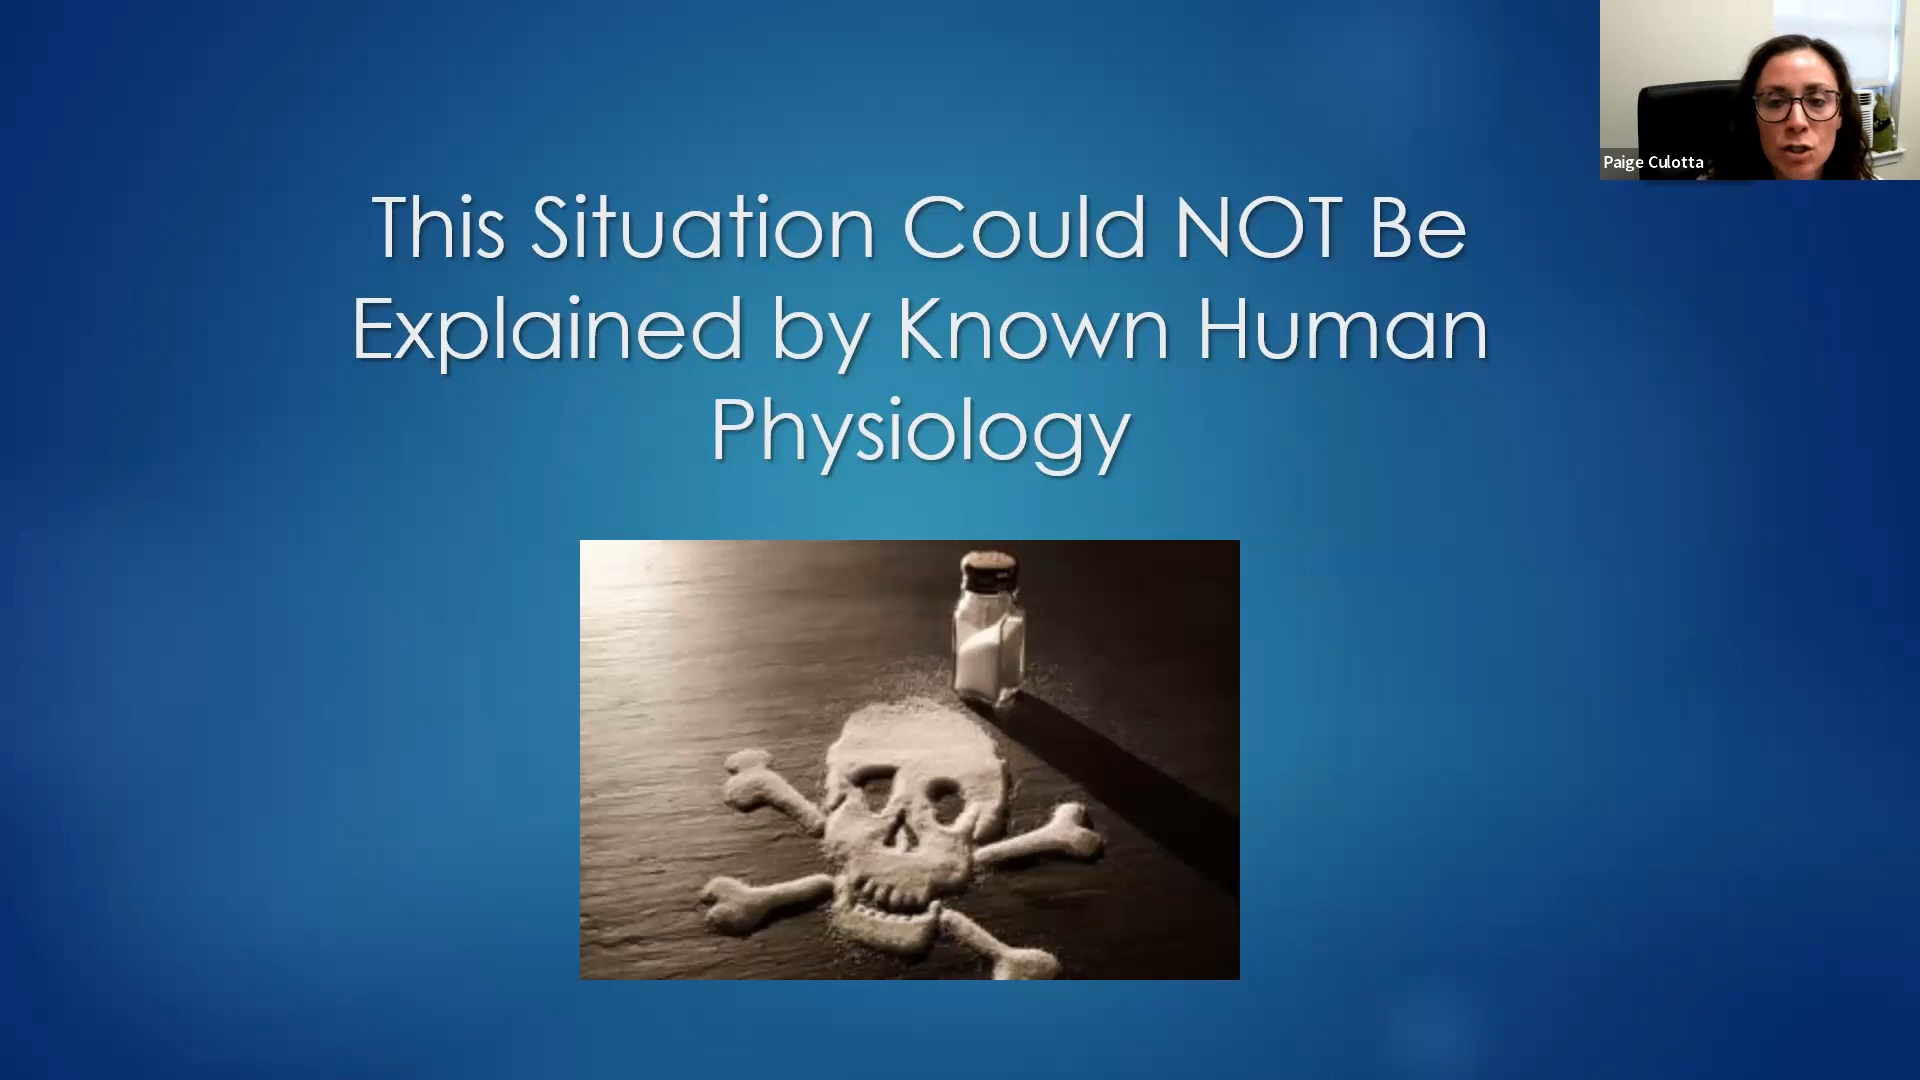 This Situation Could NOT Be
Explained by Known Human
Physiology
Paige Culotta